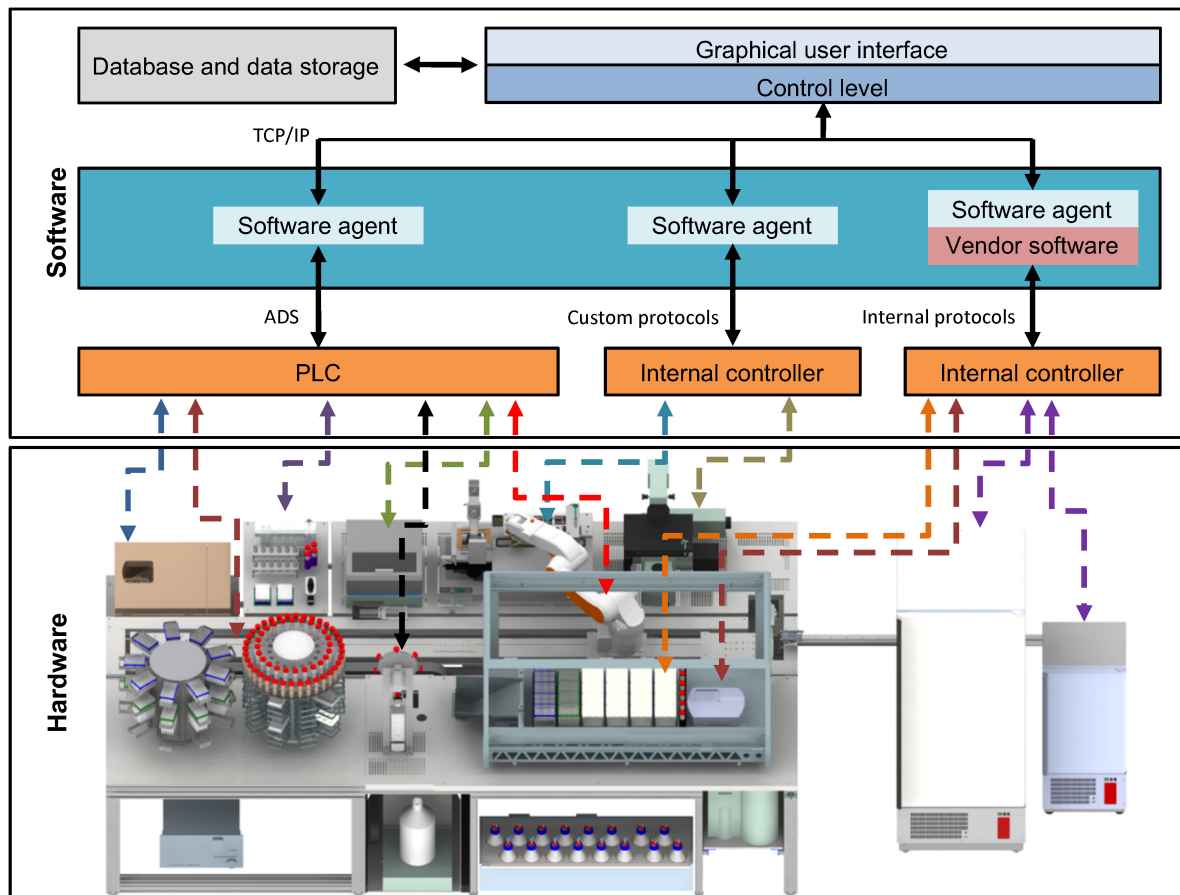 Database and data storage
Graphical user interface
Control level
TCP/IP
Software
Software agent
Software agent
Software agent
Vendor software
ADS
Custom protocols
Internal protocols
PLC
Internal controller
Internal controller
Hardware